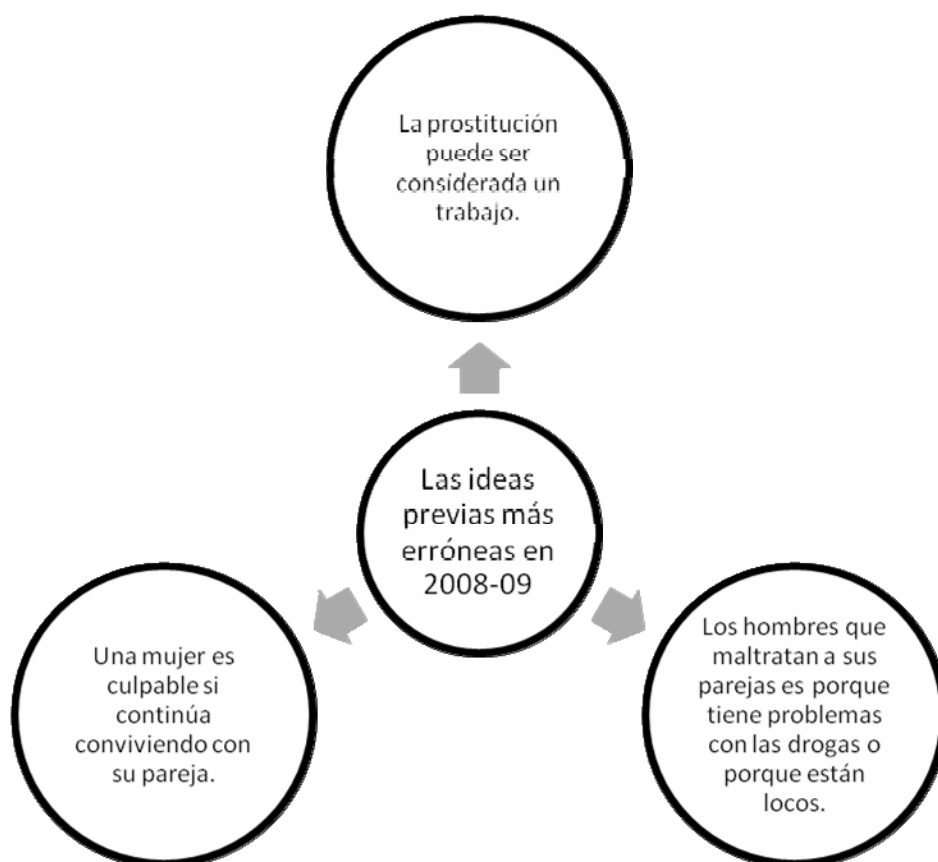 La prostitución
puede ser
considerada un
trabajo.
Las ideas
previas más
erróneas en
2008-09
Una mujer es
culpable si
continúa
conviviendo con
su pareja.
Los hombres que
maltratan a sus
parejas es porque
tiene problemas
con las drogas o
porque están
locos.